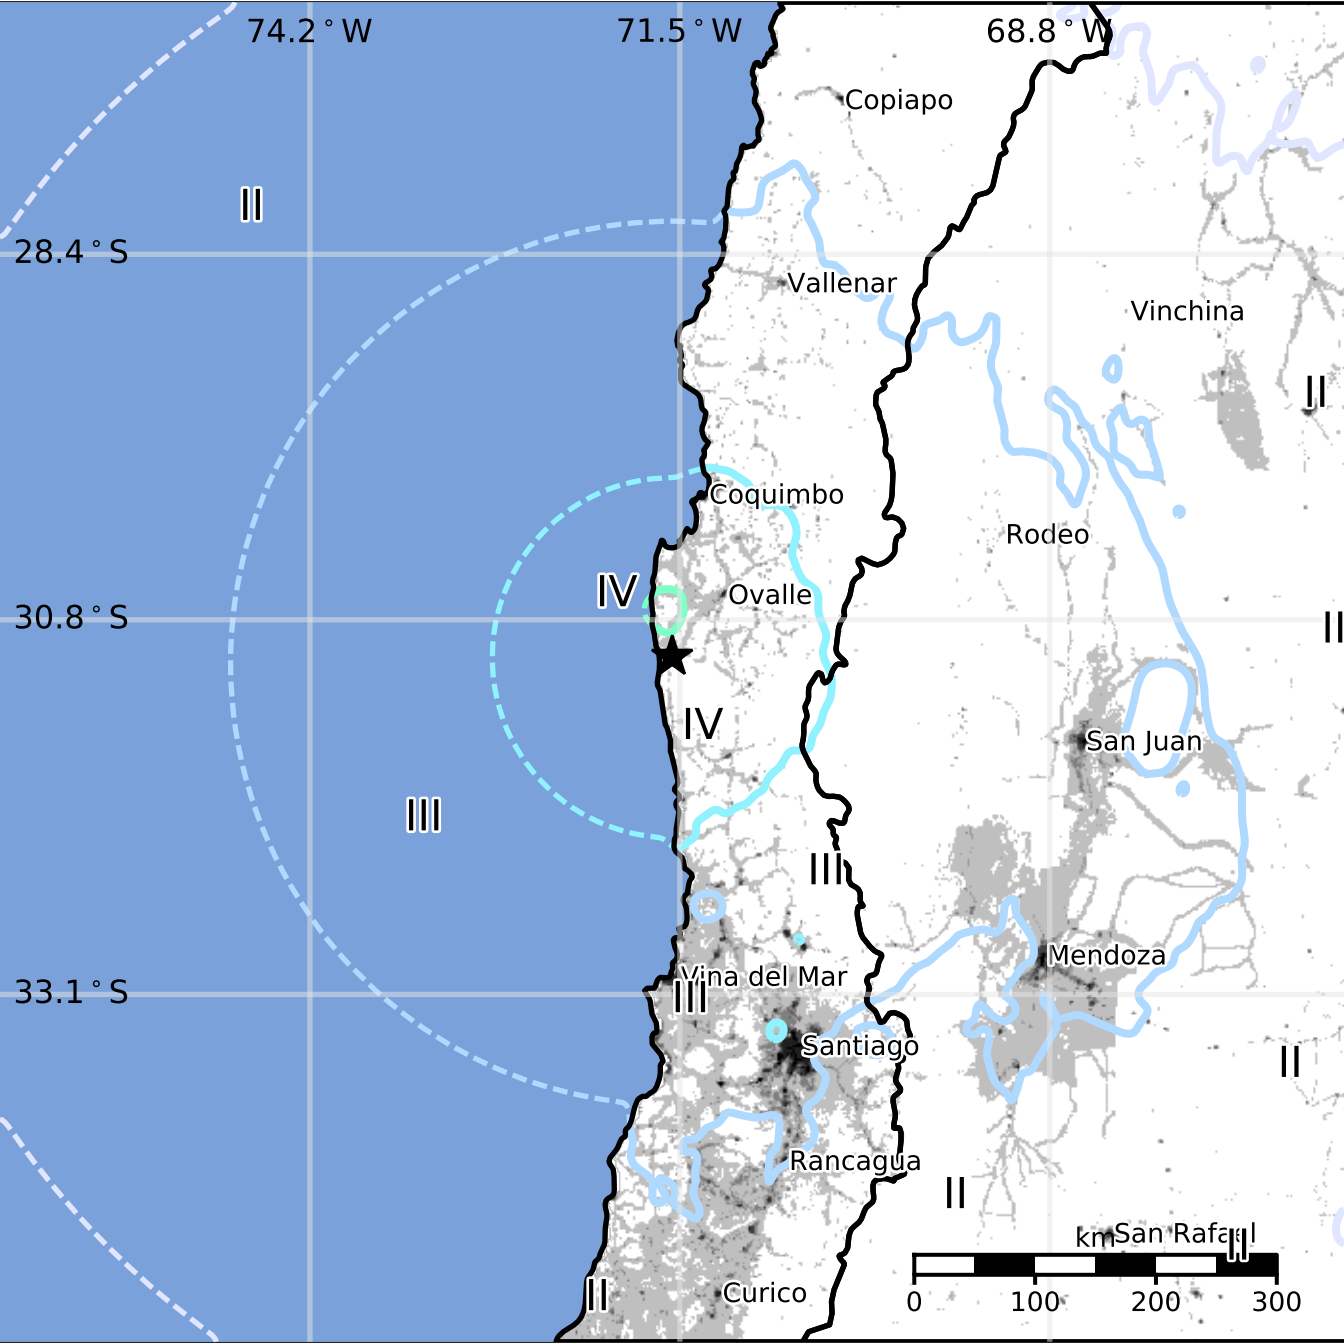 74.2°W 71.5°W 68.8°W
Copiapo
II
28.4°S
Vallenar
Vinchina
II
Coquimbo
Rodeo
IV
Ovalle
30.8°S
II
IV
San Juan
III
III
Mendoza
Vina del Mar
33.1°S
III
Santiago
II
Rancagua
II
km
San Rafael
II
II
Curico
0 100 200 300